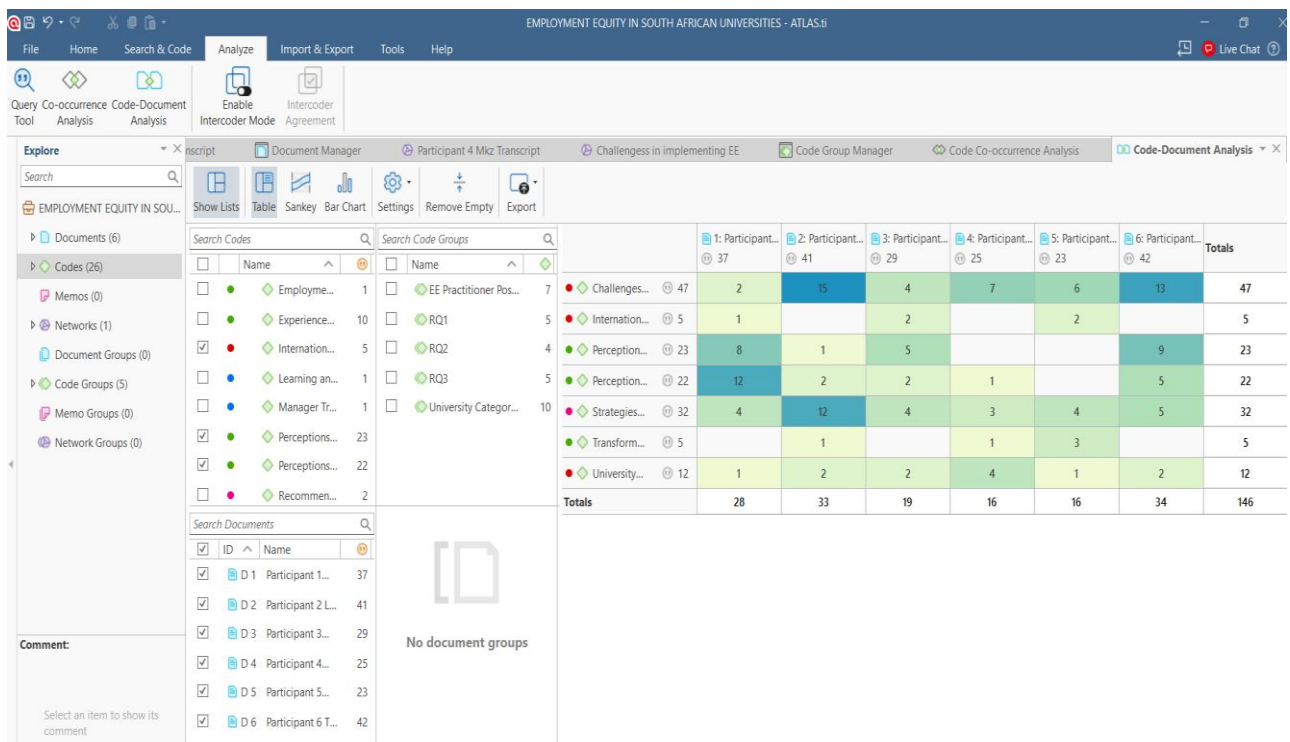 EMPLOYMENT EQUITY IN SOUTH AFRICAN UNIVERSITIES - ATLAS.ti
File Home Search & Code Analyze Import & Export Tools Help Live Chat
Query Tool
Co-occurrence Analysis
Code-Document Analysis
Enable Intercoder Mode
Intercoder Agreement
Explore
nscript Document Manager Participant 4 Mkz Transcript Challengess in implementing EE Code Group Manager Code Co-occurrence Analysis Code-Document Analysis
Search
EMPLOYMENT EQUITY IN SOU...
Documents (6)
Codes (26)
Memos (0)
Networks (1)
Document Groups (0)
Code Groups (5)
Memo Groups (0)
Network Groups (0)
Comment:
Select an item to show its
comment
Show Lists Table Sankey Bar Chart Settings Remove Empty Export
Search Codes
Name
Employme... 1
Experience... 10
Internation... 5
Learning an... 1
Manager Tr... 1
Perceptions... 23
Perceptions... 22
Recommen... 2
Search Code Groups
Name
EE Practitioner Pos... 7
RQ1 5
RQ2 4
RQ3 5
University Categor... 10
Search Documents
ID Name
D 1 Participant 1... 37
D 2 Participant 2 L... 41
D 3 Participant 3... 29
D 4 Participant 4... 25
D 5 Participant 5... 23
D 6 Participant 6 T... 42
No document groups
1: Participant... 2: Participant... 3: Participant... 4: Participant... 5: Participant... 6: Participant... Totals
37 41 29 25 23 42
Challenges... 47 2 15 4 7 6 13 47
Internation... 5 1 2 2 5
Perception... 23 8 1 5 9 23
Perception... 22 12 2 2 1 5 22
Strategies... 32 4 12 4 3 4 5 32
Transform... 5 1 1 3 5
University... 12 1 2 2 4 1 2 12
Totals 28 33 19 16 16 34 146